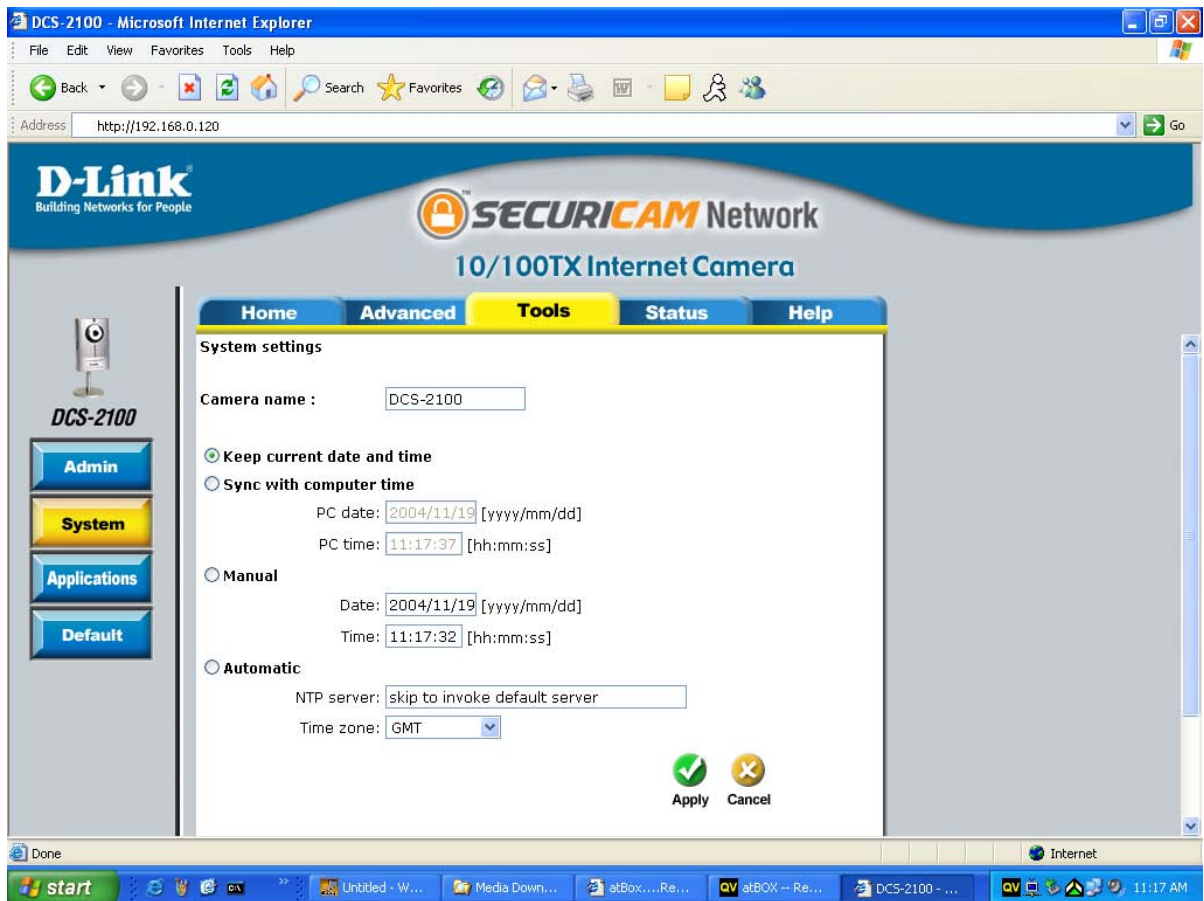 DCS-2100 - Microsoft Internet Explorer
File Edit View Favorites Tools Help
Back Search Favorites
Address http://192.168.0.120 Go
D-Link
Building Networks for People
SECURICAM Network
10/100TX Internet Camera
Home Advanced Tools Status Help
DCS-2100
Admin
System
Applications
Default
System settings
Camera name : DCS-2100
Keep current date and time
Sync with computer time
PC date: 2004/11/19 [yyyy/mm/dd]
PC time: 11:17:37 [hh:mm:ss]
Manual
Date: 2004/11/19 [yyyy/mm/dd]
Time: 11:17:32 [hh:mm:ss]
Automatic
NTP server: skip to invoke default server
Time zone: GMT
Apply Cancel
Done Internet
start Untitled - W... Media Down... atBox....Re... QV atBOX -- Re... DCS-2100 - ... QV 11:17 AM